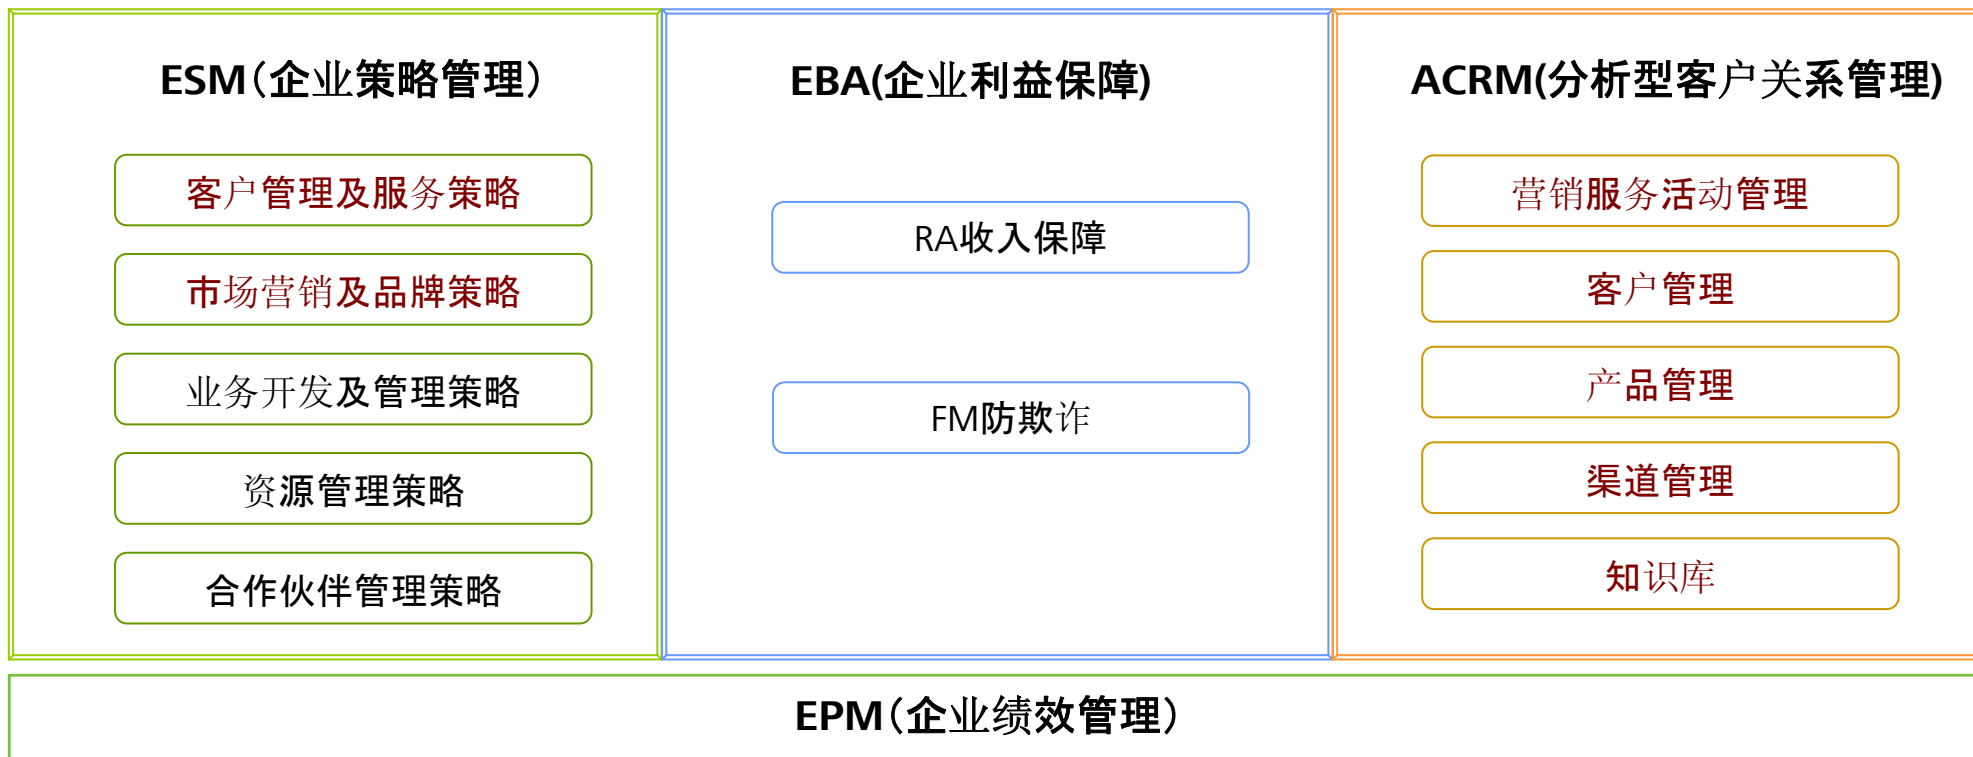 ESM（企业策略管理）
客户管理及服务策略
市场营销及品牌策略
业务开发及管理策略
资源管理策略
合作伙伴管理策略
EBA(企业利益保障)
RA收入保障
FM防欺诈
ACRM(分析型客户关系管理)
营销服务活动管理
客户管理
产品管理
渠道管理
知识库
EPM（企业绩效管理）